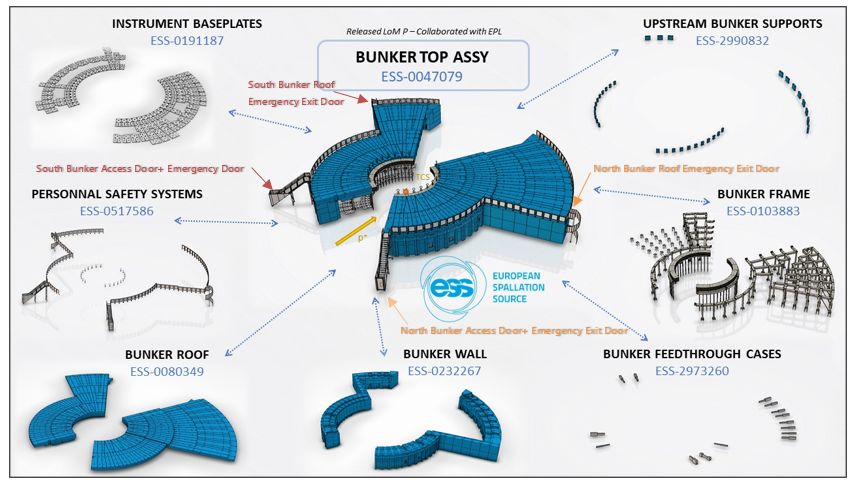 INSTRUMENT BASEPLATES
ESS-0191187
Released LoM P – Collaborated with EPL
BUNKER TOP ASSY
ESS-0047079
UPSTREAM BUNKER SUPPORTS
ESS-2990832
South Bunker Roof
Emergency Exit Door
South Bunker Access Door+ Emergency Door
North Bunker Roof Emergency Exit Door
TCS
PERSONNAL SAFETY SYSTEMS
ESS-0517586
BUNKER FRAME
ESS-0103883
p+
ess
EUROPEAN
SPALLATION
SOURCE
North Bunker Access Door+ Emergency Exit Door
BUNKER ROOF
ESS-0080349
BUNKER WALL
ESS-0232267
BUNKER FEEDTHROUGH CASES
ESS-2973260